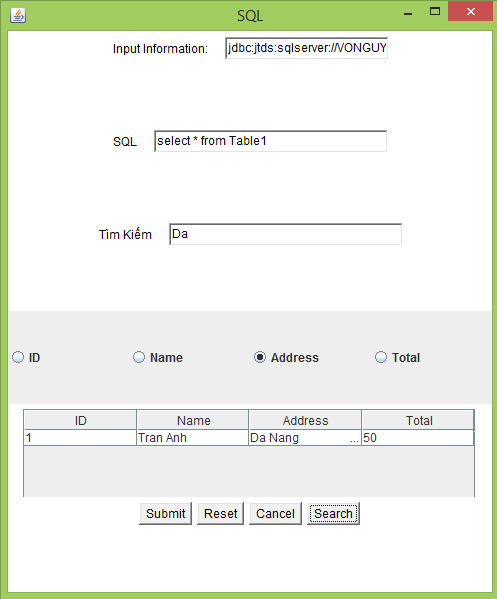 SQL
Input Information: jdbc:jtds:sqlserver://VONGUY
SQL select * from Table1
Tìm Kiếm Da
ID Name Address Total
ID Name Address Total
1 Tran Anh Da Nang ... 50
Submit Reset Cancel Search